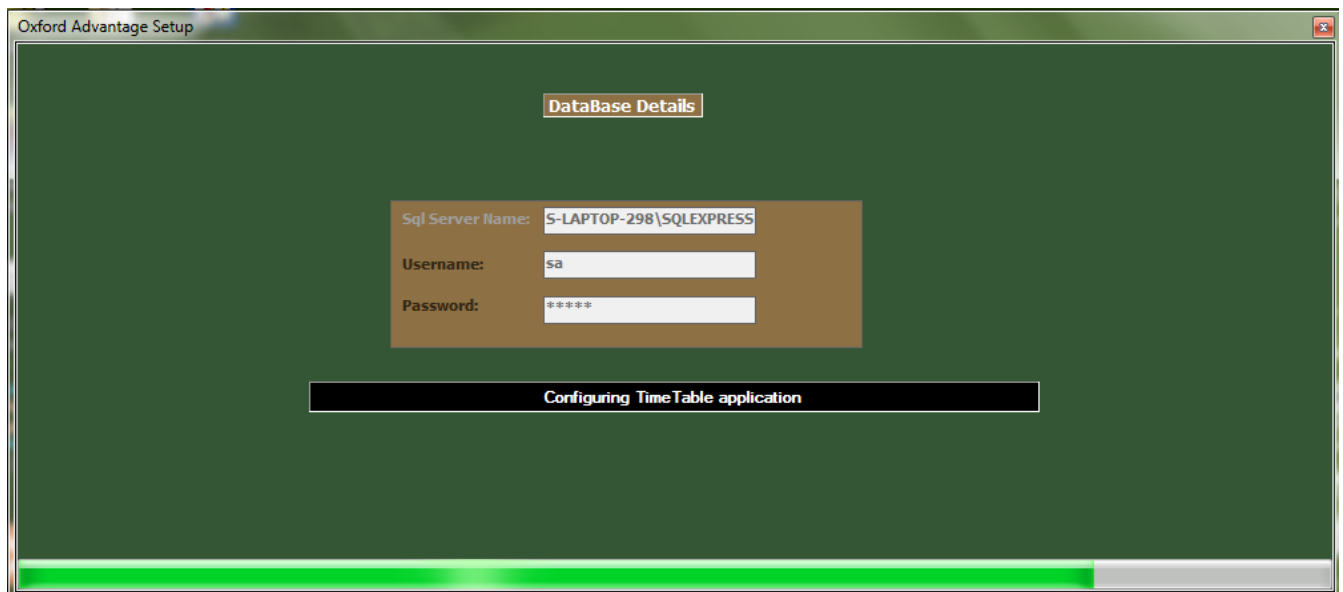 Oxford Advantage Setup
DataBase Details
Sql Server Name: S-LAPTOP-298\SQLEXPRESS
Username: sa
Password: *****
Configuring TimeTable application